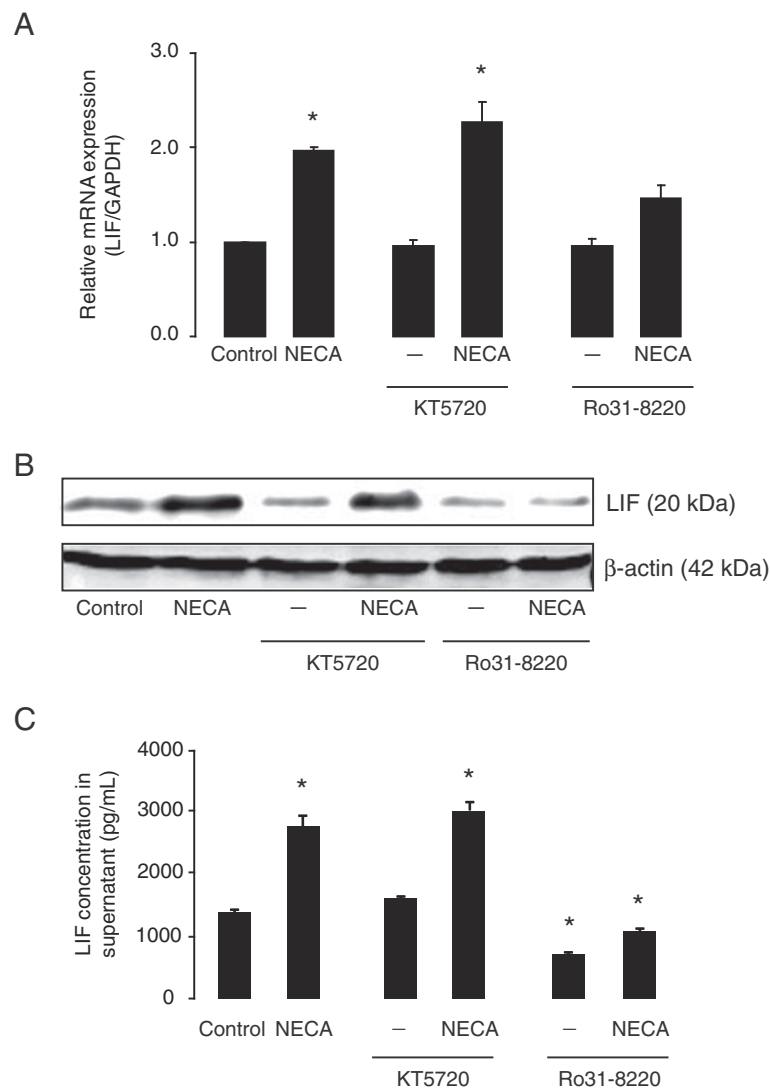 A
3.0
2.0
1.0
0.0
Relative mRNA expression
(LIF/GAPDH)
*
*
Control NECA – NECA – NECA
KT5720 Ro31-8220
B
LIF (20 kDa)
β-actin (42 kDa)
Control NECA – NECA – NECA
KT5720 Ro31-8220
C
4000
3000
2000
1000
0
LIF concentration in
supernatant (pg/mL)
*
*
*
*
Control NECA – NECA – NECA
KT5720 Ro31-8220